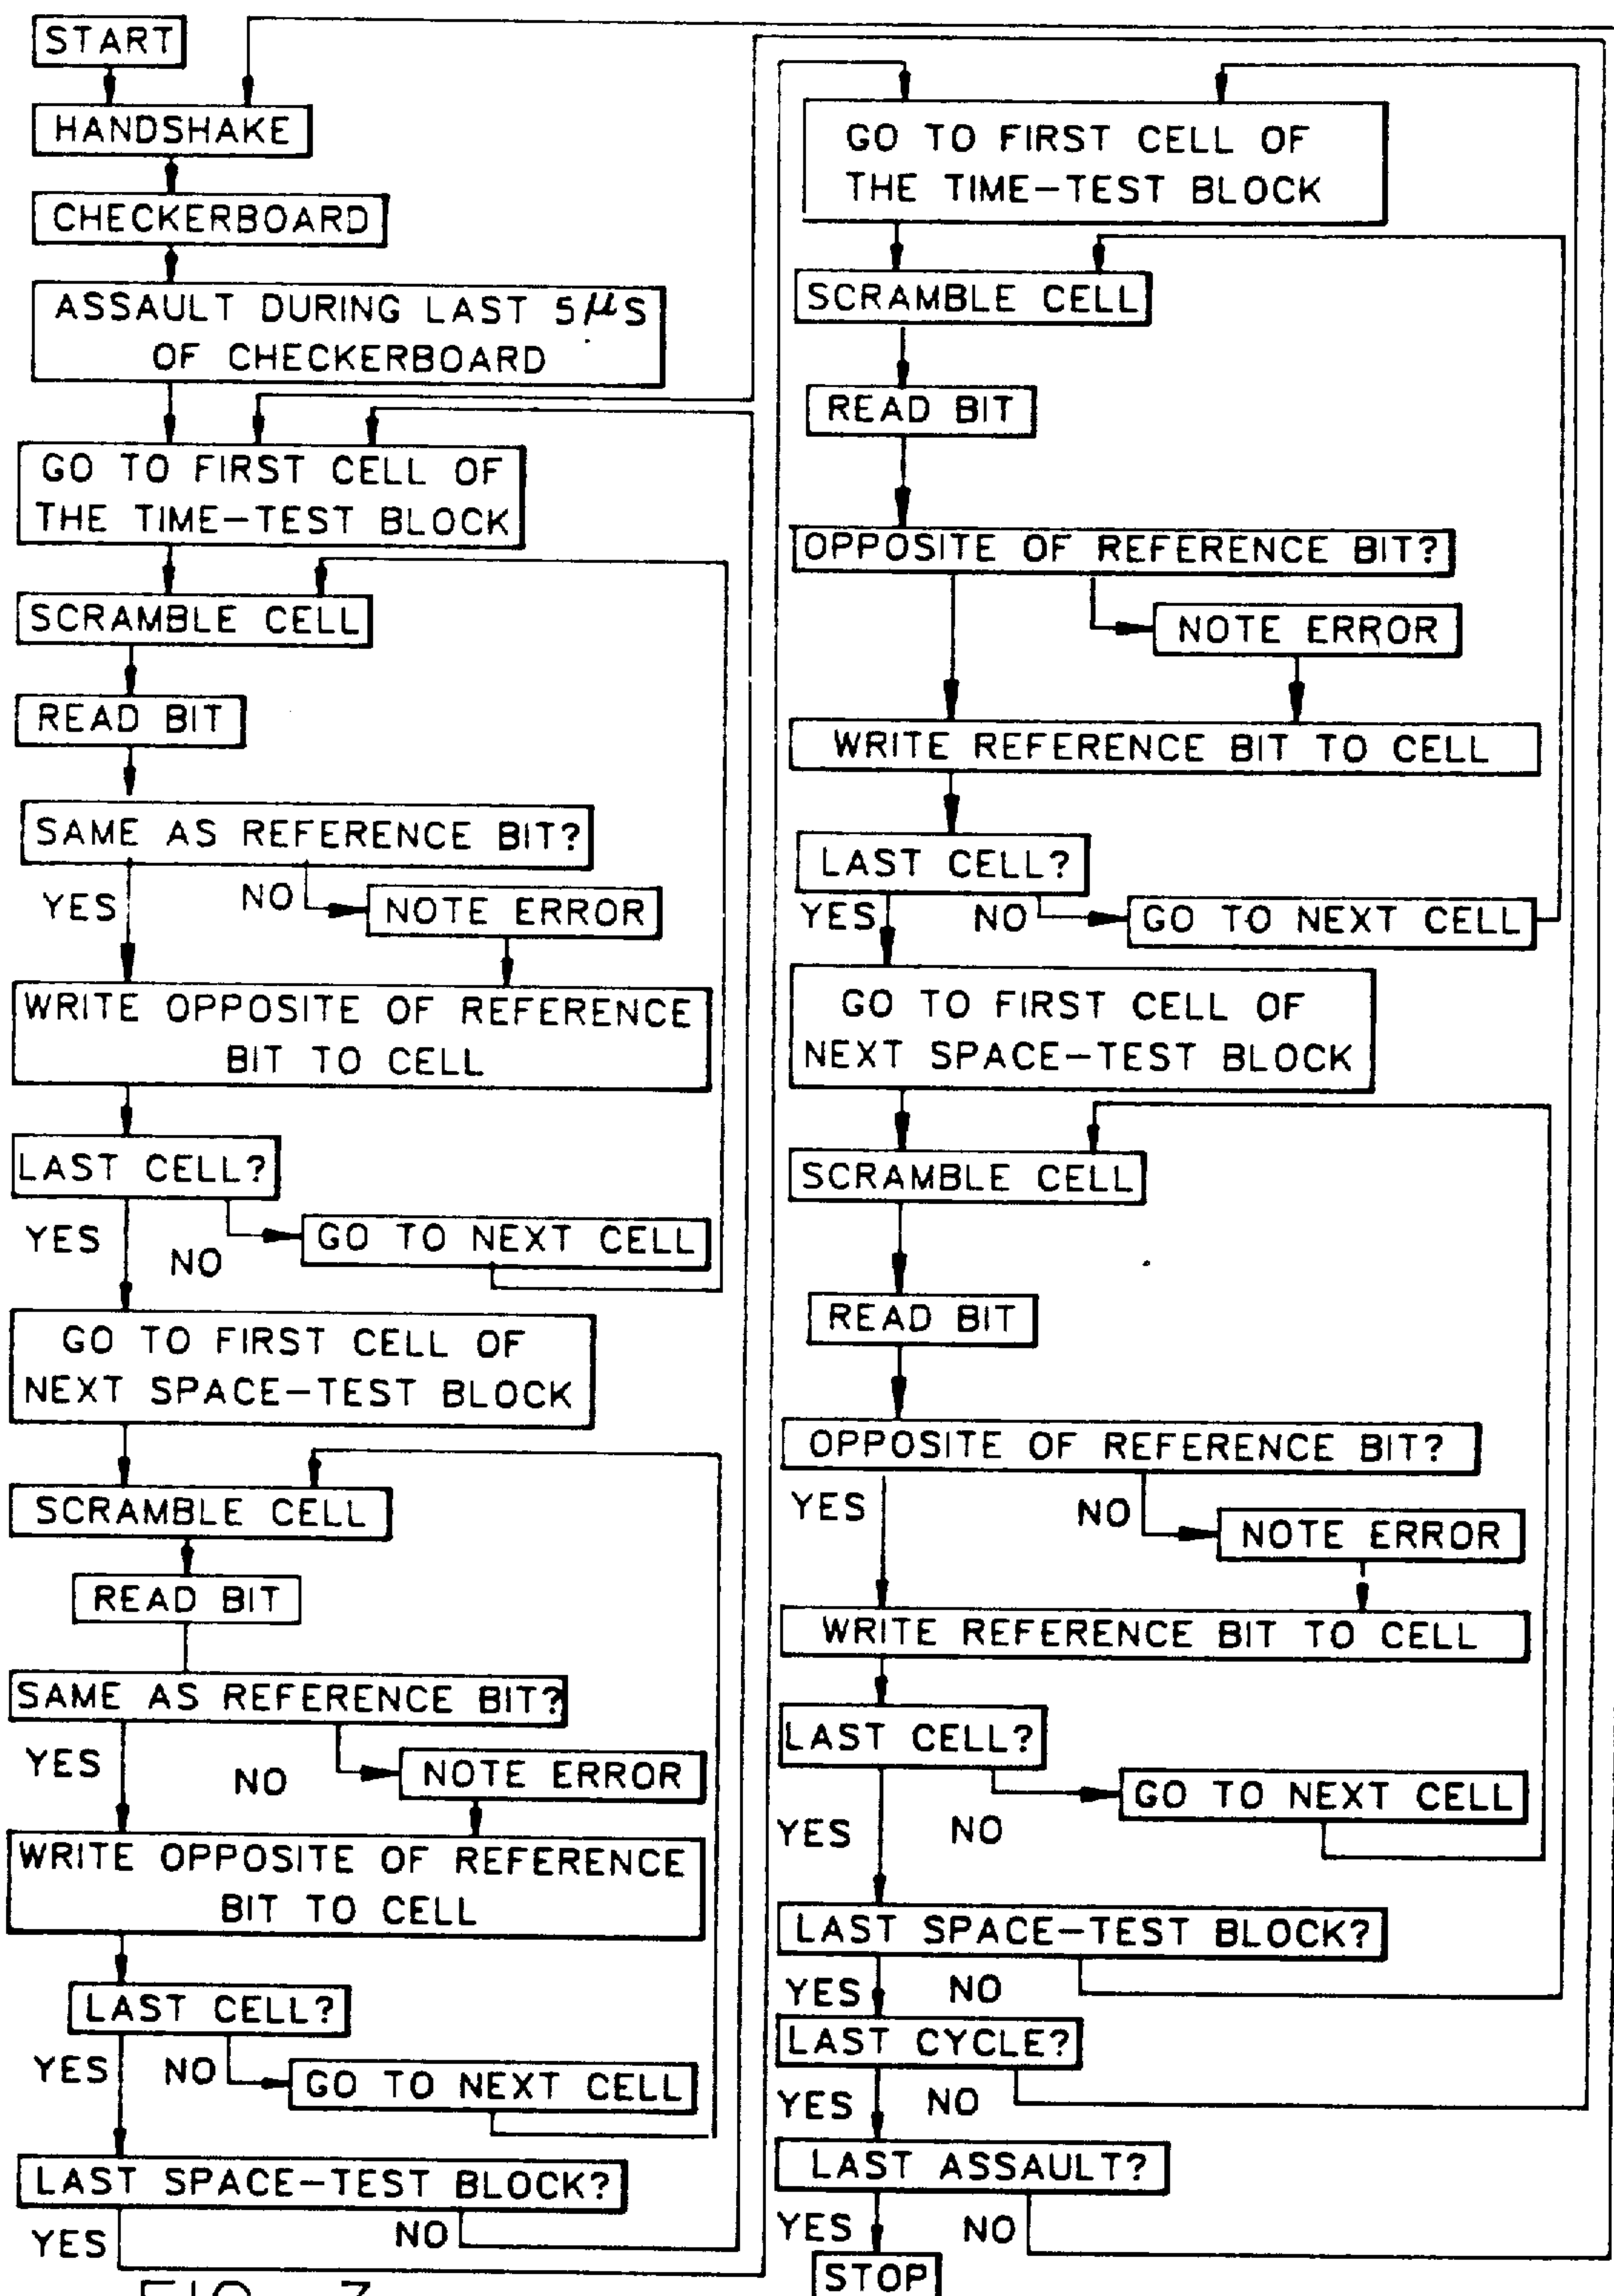 START
HANDSHAKE
CHECKERBOARD
ASSAULT DURING LAST 5μS
OF CHECKERBOARD
GO TO FIRST CELL OF
THE TIME-TEST BLOCK
SCRAMBLE CELL
READ BIT
SAME AS REFERENCE BIT?
YES
NO
NOTE ERROR
WRITE OPPOSITE OF REFERENCE
BIT TO CELL
LAST CELL?
YES
NO
GO TO NEXT CELL
GO TO FIRST CELL OF
NEXT SPACE-TEST BLOCK
SCRAMBLE CELL
READ BIT
SAME AS REFERENCE BIT?
YES
NO
NOTE ERROR
WRITE OPPOSITE OF REFERENCE
BIT TO CELL
LAST CELL?
YES
NO
GO TO NEXT CELL
LAST SPACE-TEST BLOCK?
YES
NO
GO TO FIRST CELL OF
THE TIME-TEST BLOCK
SCRAMBLE CELL
READ BIT
OPPOSITE OF REFERENCE BIT?
NOTE ERROR
WRITE REFERENCE BIT TO CELL
LAST CELL?
YES
NO
GO TO NEXT CELL
GO TO FIRST CELL OF
NEXT SPACE-TEST BLOCK
SCRAMBLE CELL
READ BIT
OPPOSITE OF REFERENCE BIT?
YES
NO
NOTE ERROR
WRITE REFERENCE BIT TO CELL
LAST CELL?
YES
NO
GO TO NEXT CELL
LAST SPACE-TEST BLOCK?
YES
NO
LAST CYCLE?
YES
NO
LAST ASSAULT?
YES
NO
STOP